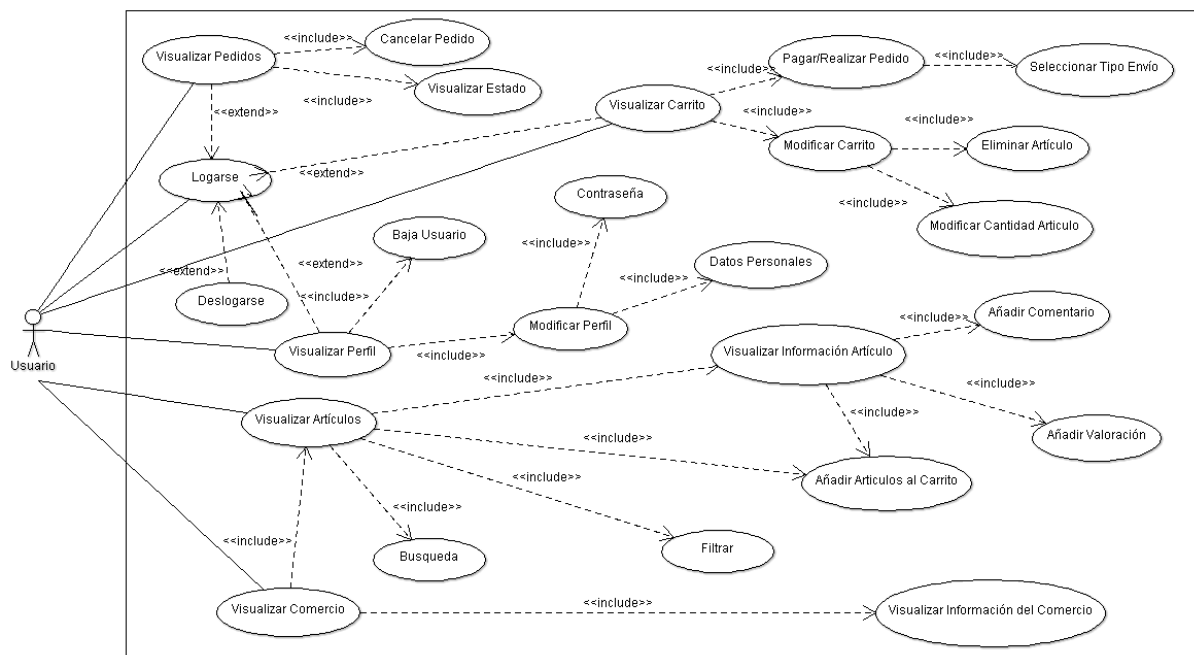 <<include>>
Cancelar Pedido
Visualizar Pedidos
Pagar/Realizar Pedido
<<include>>
Seleccionar Tipo Envío
<<include>>
Visualizar Estado
<<include>>
<<extend>>
Visualizar Carrito
<<include>>
<<include>>
Modificar Carrito
Eliminar Artículo
Logarse
<<extend>>
Contraseña
<<include>>
Modificar Cantidad Articulo
Baja Usuario
<<include>>
<<extend>>
<<extend>>
Datos Personales
<<include>>
Deslogarse
<<include>>
Añadir Comentario
Modificar Perfil
<<include>>
Visualizar Perfil
<<include>>
Visualizar Información Artículo
Usuario
<<include>>
<<include>>
<<include>>
Visualizar Artículos
<<include>>
Añadir Valoración
Añadir Articulos al Carrito
<<include>>
<<include>>
<<include>>
Busqueda
Filtrar
Visualizar Comercio
<<include>>
Visualizar Información del Comercio